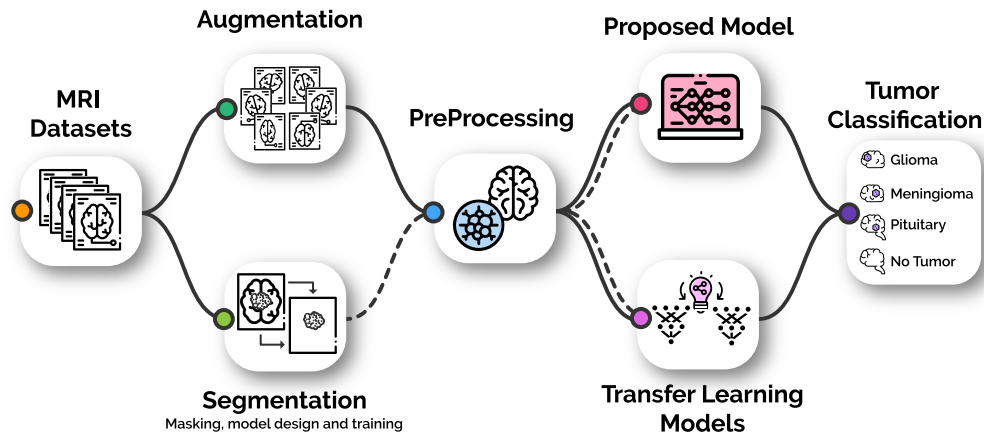 Augmentation
Proposed Model
MRI
Datasets
PreProcessing
Tumor
Classification
Glioma
Meningioma
Pituitary
No Tumor
Segmentation
Masking, model design and training
Transfer Learning
Models